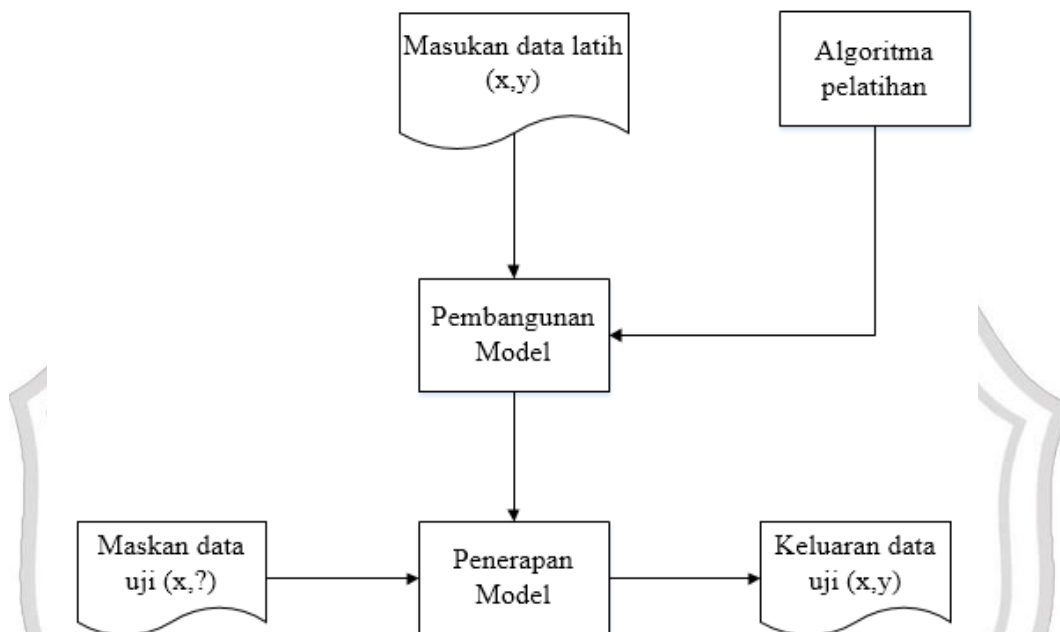 Masukan data latih
(x,y)
Algoritma
pelatihan
Pembangunan
Model
Maskan data
uji (x,?)
Penerapan
Model
Keluaran data
uji (x,y)